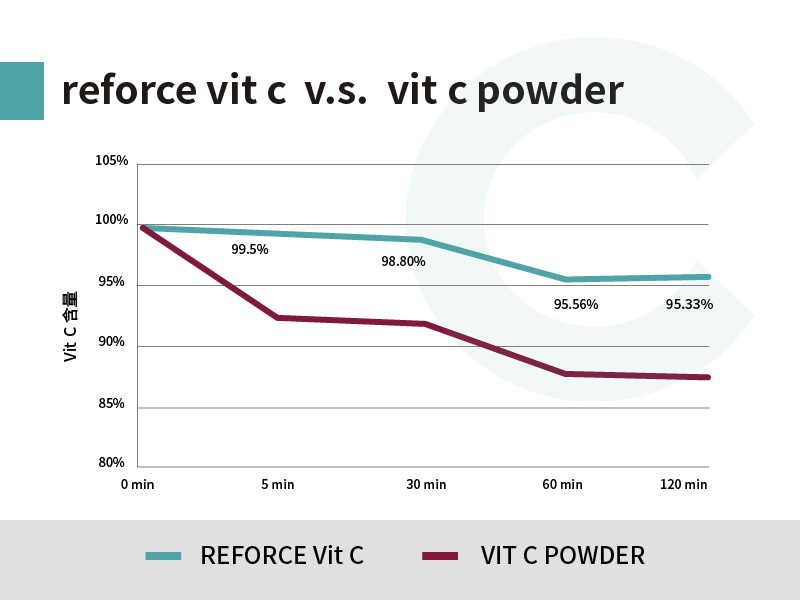 reforce vit c v.s. vit c powder
105%
100%
95%
90%
85%
80%
Vit C 含量
99.5%
98.80%
95.56%
95.33%
0 min
5 min
30 min
60 min
120 min
REFORCE Vit C
VIT C POWDER